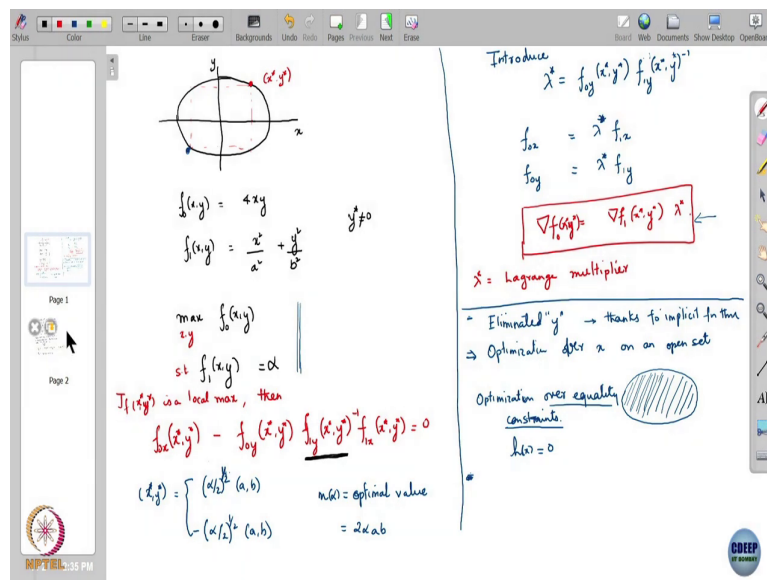 Stylus
Color
Line
Eraser
Backgrounds
Undo
Redo
Pages
Previous
Next
Erase
Board
Web
Documents
Show Desktop
OpenBoard
Page 1
Page 2
y
(x*, y*)
x
f₀(x,y) = 4xy
y* ≠ 0
f₁(x,y) = x²/a² + y²/b²
max f₀(x,y)
x,y
s.t f₁(x,y) = α
If (x*,y*) is a local max, then
f₀ₓ(x*,y*) - f₀y(x*,y*) f₁y(x*,y*)⁻¹ f₁ₓ(x*,y*) = 0
(x*,y*) = { (α/2)^½ (a,b)
-(α/2)^½ (a,b)
m(α) = optimal value
= 2αab
Introduce
λ* = f₀y(x*,y*) f₁y(x*,y*)⁻¹
f₀ₓ = λ* f₁ₓ
f₀y = λ* f₁y
∇f₀(x*,y*) = ∇f₁(x*,y*) λ*
λ* = Lagrange multiplier
- Eliminated "y" → thanks to implicit fn thm
⇒ Optimization over x on an open set
Optimization over equality
constraints.
h(x) = 0
NPTEL
2:35 PM
CDEEP
IIT BOMBAY